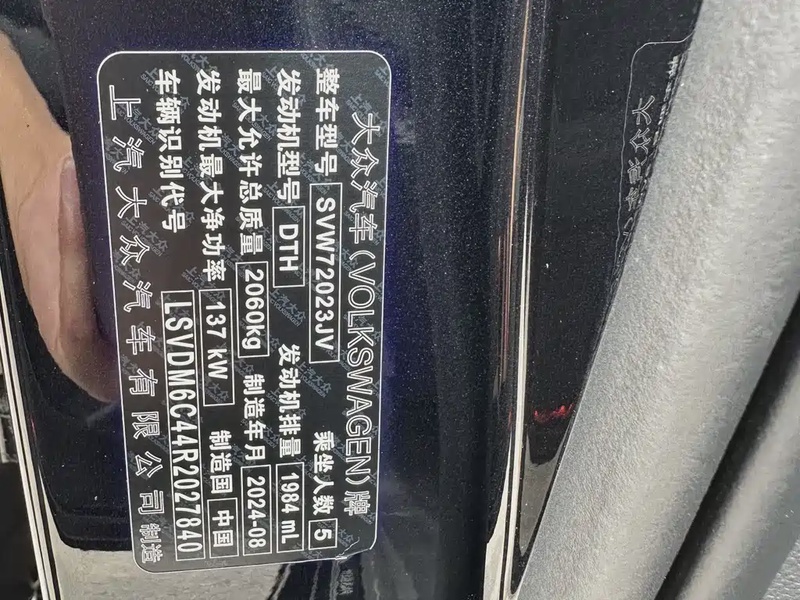 大众汽车(VOLKSWAGEN)牌
整车型号 SVW72023JV 乘坐人数 5
发动机型号 DTH 发动机排量 1984 mL
最大允许总质量 2060kg 制造年月 2024-08
发动机最大净功率 137 kW 制造国 中国
车辆识别代号 LSVDM6C44R2027840
上汽大众汽车有限公司制造